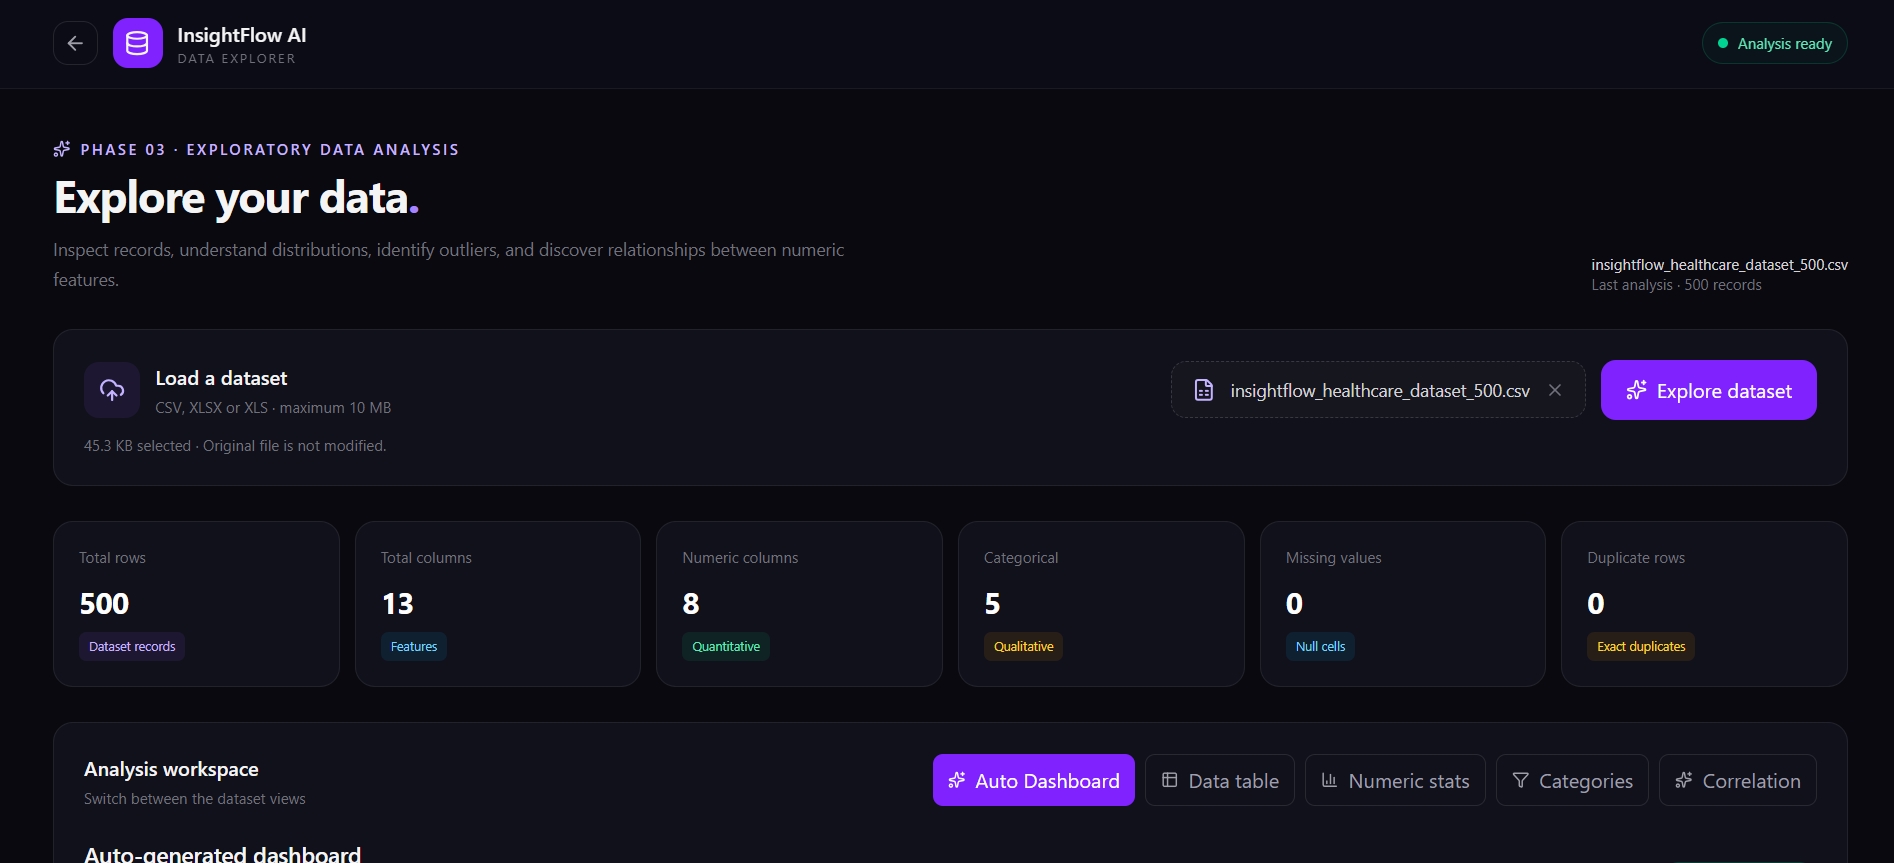 InsightFlow AI
DATA EXPLORER
Analysis ready
PHASE 03 · EXPLORATORY DATA ANALYSIS
Explore your data.
Inspect records, understand distributions, identify outliers, and discover relationships between numeric
features.
insightflow_healthcare_dataset_500.csv
Last analysis · 500 records
Load a dataset
CSV, XLSX or XLS · maximum 10 MB
45.3 KB selected · Original file is not modified.
insightflow_healthcare_dataset_500.csv
Explore dataset
Total rows
500
Dataset records
Total columns
13
Features
Numeric columns
8
Quantitative
Categorical
5
Qualitative
Missing values
0
Null cells
Duplicate rows
0
Exact duplicates
Analysis workspace
Switch between the dataset views
Auto Dashboard
Data table
Numeric stats
Categories
Correlation
Auto-generated dashboard